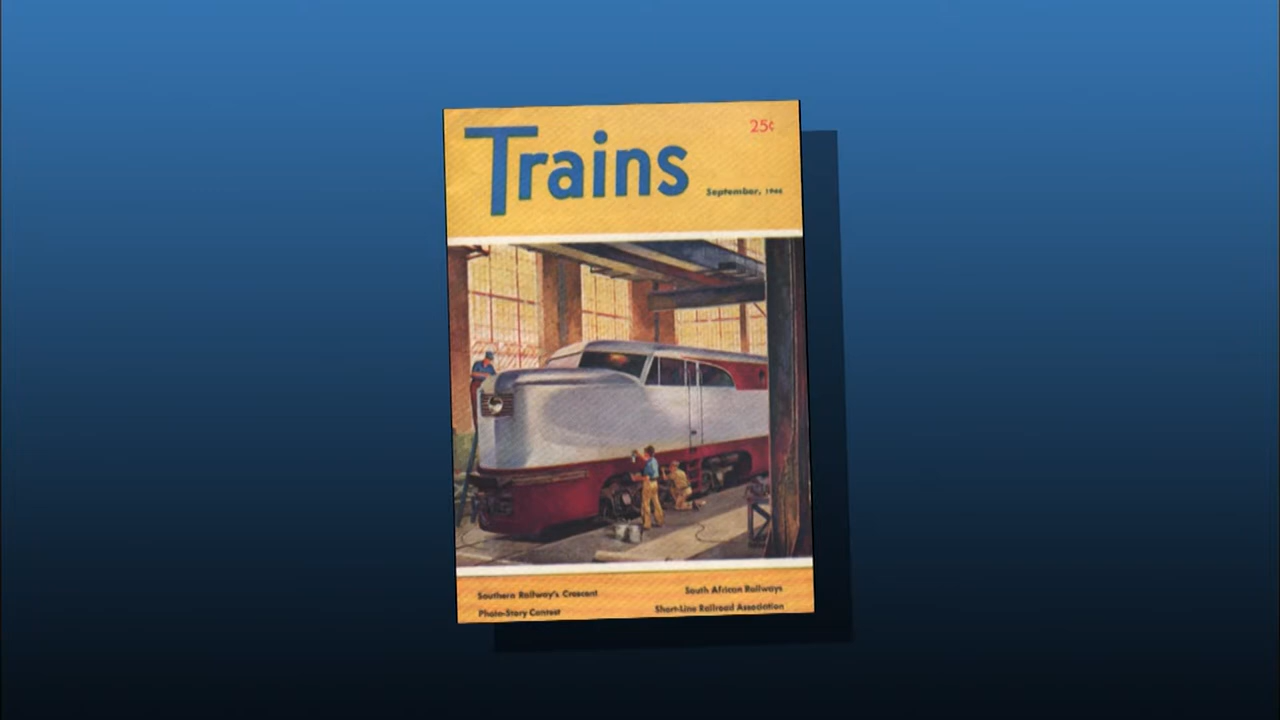 25¢
Trains
September, 1946
Southern Railway's Crescent
South African Railways
Photo-Story Contest
Short-Line Railroad Association